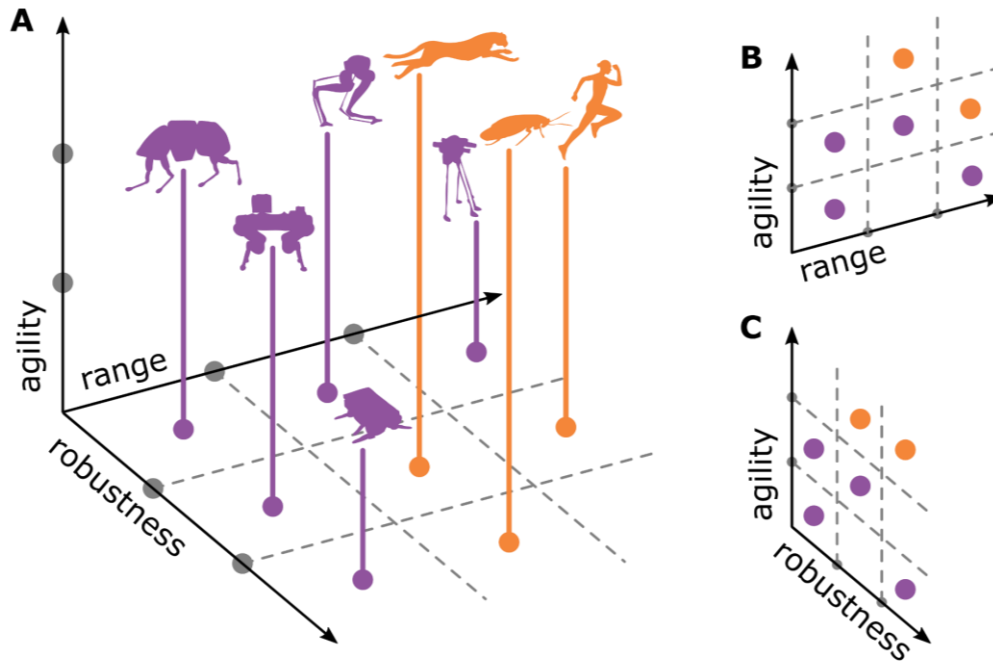 A
agility
range
robustness
B
agility
range
C
agility
robustness